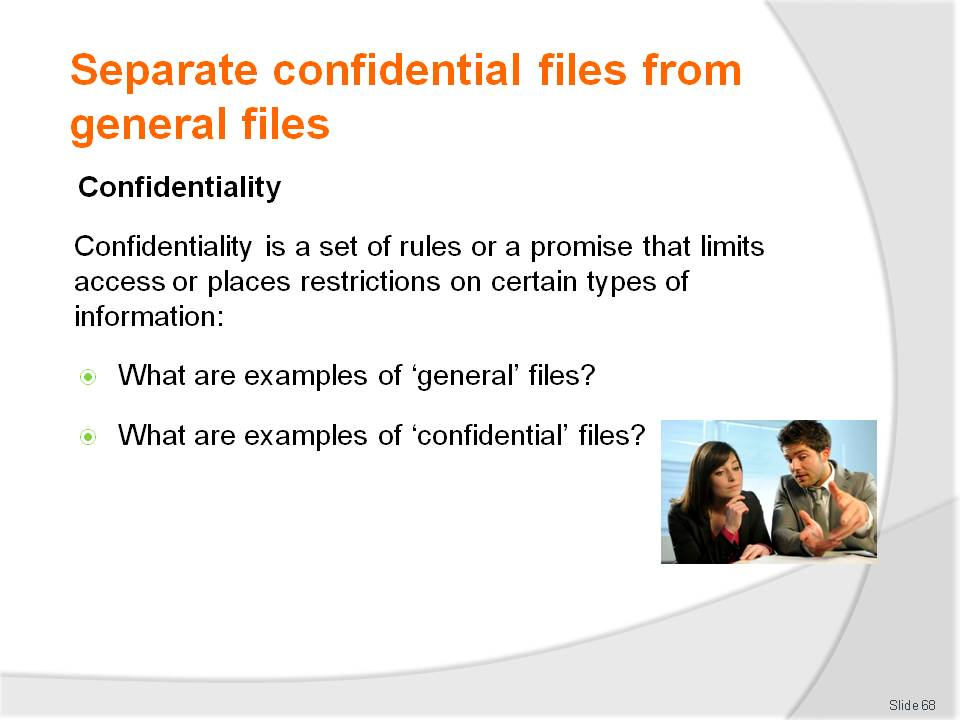 Separate confidential files from
general files
Confidentiality
Confidentiality is a set of rules or a promise that limits
access or places restrictions on certain types of
information:
What are examples of ‘general’ files?
What are examples of ‘confidential’ files?
Slide 68